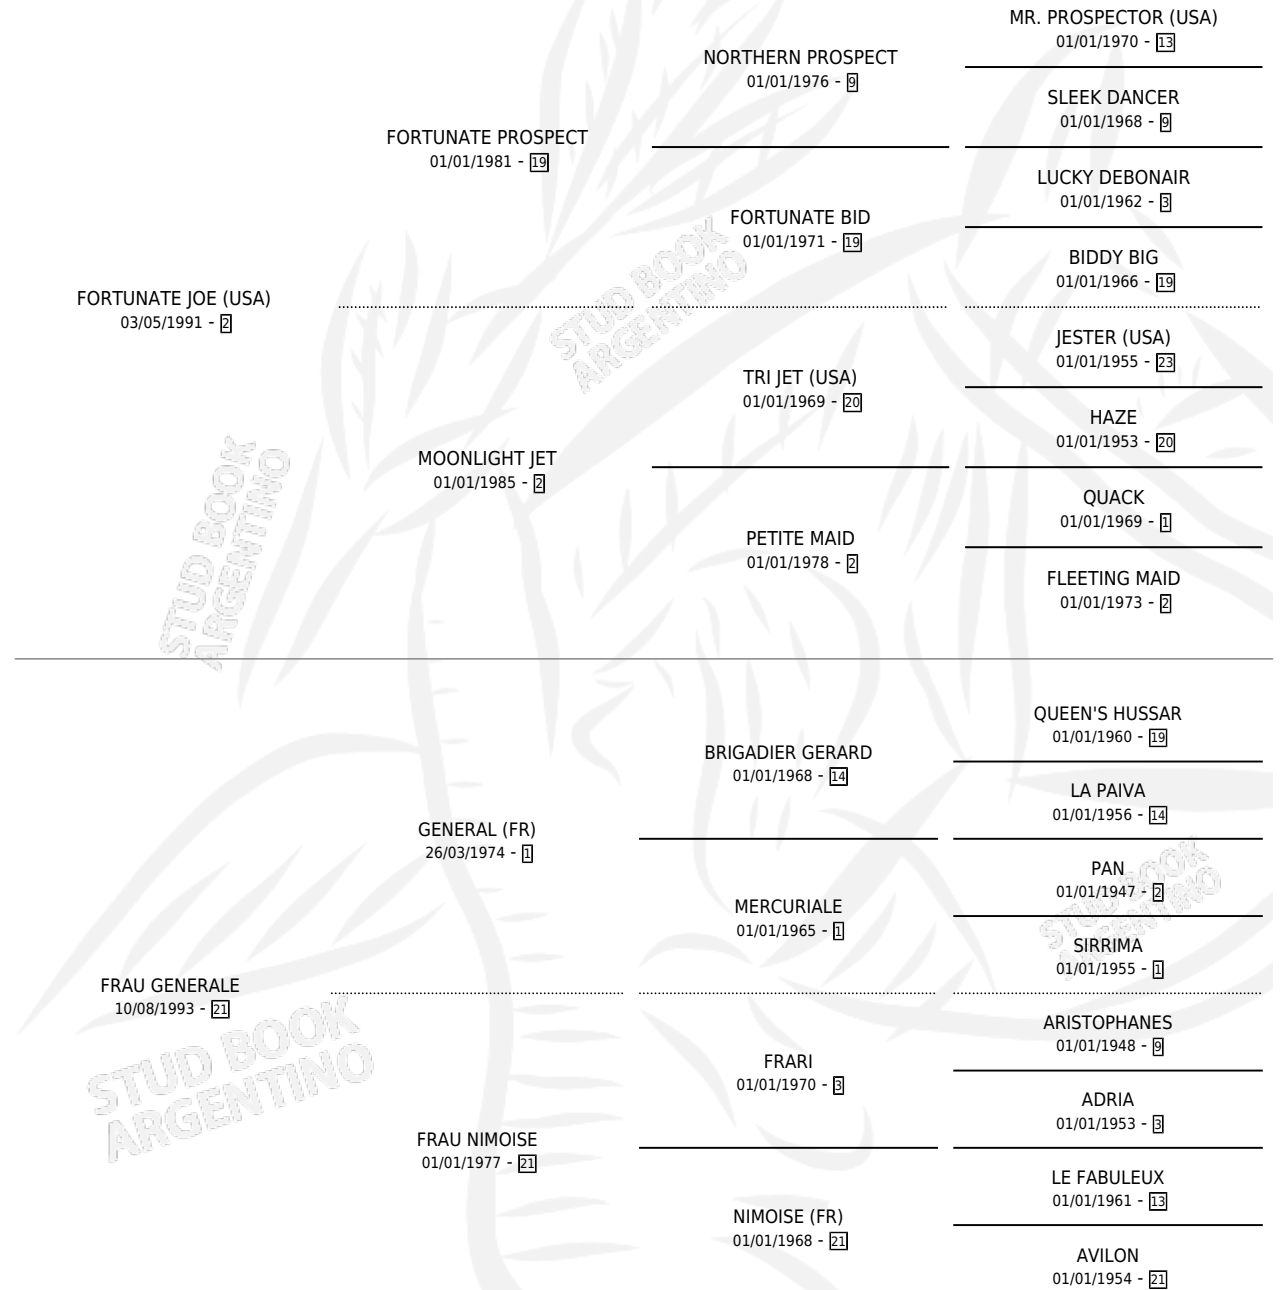 MR. PROSPECTOR (USA)
01/01/1970 - 13
NORTHERN PROSPECT
01/01/1976 - 9
SLEEK DANCER
01/01/1968 - 9
FORTUNATE PROSPECT
01/01/1981 - 19
LUCKY DEBONAIR
01/01/1962 - 3
FORTUNATE BID
01/01/1971 - 19
BIDDY BIG
01/01/1966 - 19
FORTUNATE JOE (USA)
03/05/1991 - 2
STUD BOOK
ARGENTINO
JESTER (USA)
01/01/1955 - 23
TRI JET (USA)
01/01/1969 - 20
HAZE
01/01/1953 - 20
MOONLIGHT JET
01/01/1985 - 2
QUACK
01/01/1969 - 1
PETITE MAID
01/01/1978 - 2
FLEETING MAID
01/01/1973 - 2
STUD BOOK
ARGENTINO
QUEEN'S HUSSAR
01/01/1960 - 19
BRIGADIER GERARD
01/01/1968 - 14
LA PAIVA
01/01/1956 - 14
GENERAL (FR)
26/03/1974 - 1
PAN
01/01/1947 - 2
MERCURIALE
01/01/1965 - 1
SIRRIMA
01/01/1955 - 1
STUD BOOK
ARGENTINO
FRAU GENERALE
10/08/1993 - 21
STUD BOOK
ARGENTINO
ARISTOPHANES
01/01/1948 - 9
FRARI
01/01/1970 - 3
ADRIA
01/01/1953 - 3
FRAU NIMOISE
01/01/1977 - 21
LE FABULEUX
01/01/1961 - 13
NIMOISE (FR)
01/01/1968 - 21
AVILON
01/01/1954 - 21